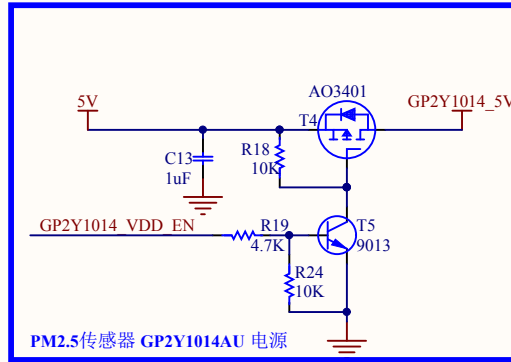 AO3401
5V
GP2Y1014_5V
T4
C13
1uF
R18
10K
GP2Y1014_VDD_EN
R19
4.7K
T5
9013
R24
10K
PM2.5传感器 GP2Y1014AU 电源